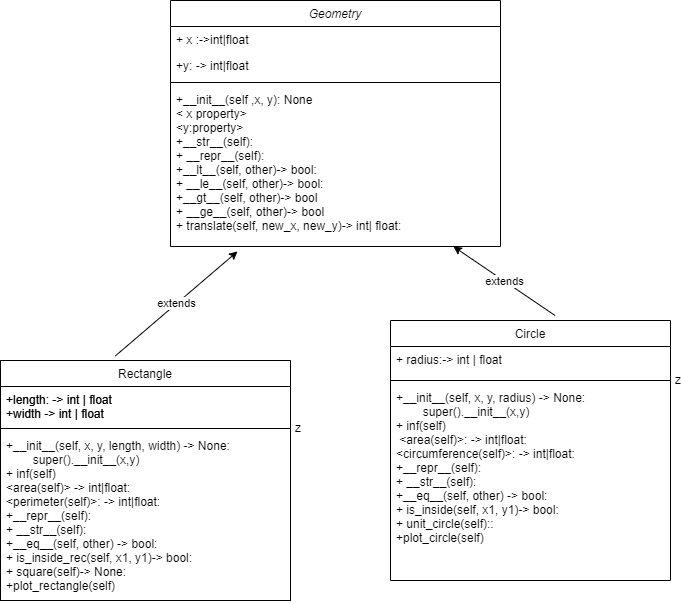 Geometry
+ x :->int|float
+y: -> int|float
+__init__(self ,x, y): None
< x property>
<y:property>
+__str__(self):
+ __repr__(self):
+__lt__(self, other)-> bool:
+ __le__(self, other)-> bool:
+__gt__(self, other)-> bool
+ __ge__(self, other)-> bool
+ translate(self, new_x, new_y)-> int| float:
extends
extends
Rectangle
+length: -> int | float
+width -> int | float
z
+__init__(self, x, y, length, width) -> None:
super().__init__(x,y)
+ inf(self)
<area(self)> -> int|float:
<perimeter(self)>: -> int|float:
+__repr__(self):
+ __str__(self):
+__eq__(self, other) -> bool:
+ is_inside_rec(self, x1, y1)-> bool:
+ square(self)-> None:
+plot_rectangle(self)
Circle
+ radius:-> int | float
z
+__init__(self, x, y, radius) -> None:
super().__init__(x,y)
+ inf(self)
<area(self)>: -> int|float:
<circumference(self)>: -> int|float:
+__repr__(self):
+ __str__(self):
+__eq__(self, other) -> bool:
+ is_inside(self, x1, y1)-> bool:
+ unit_circle(self)::
+plot_circle(self)